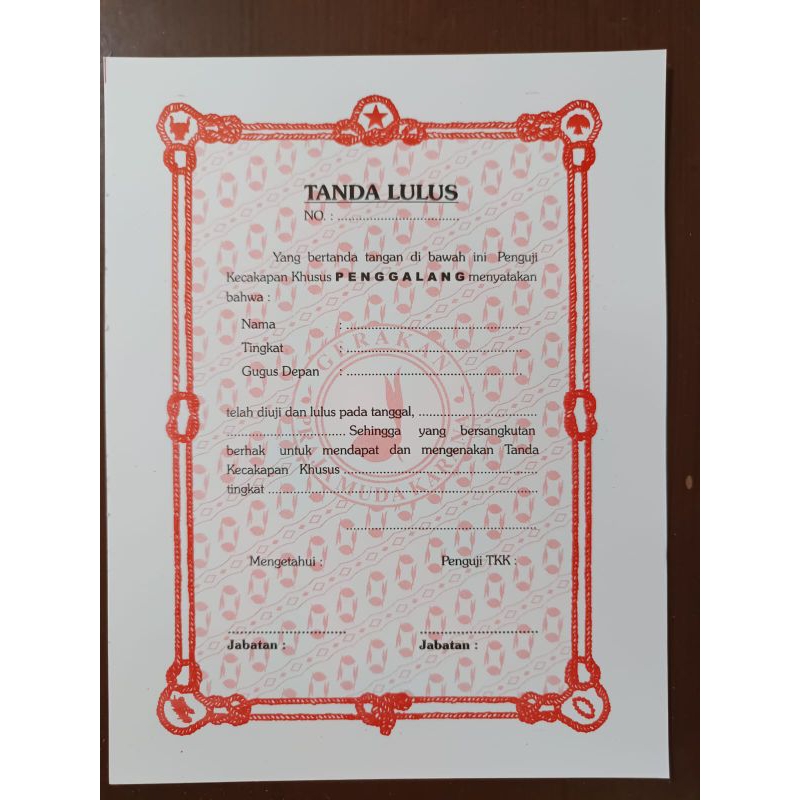 TANDA LULUS
NO. : ..................................
Yang bertanda tangan di bawah ini Penguji
Kecakapan Khusus PENGGALANG menyatakan
bahwa :
Nama : ..................................................
Tingkat : ..................................................
Gugus Depan : ..................................................
telah diuji dan lulus pada tanggal, ..................................
.................................. Sehingga yang bersangkutan
berhak untuk mendapat dan mengenakan Tanda
Kecakapan Khusus ......................................................
tingkat ............................................................................
......................................................
Mengetahui : Penguji TKK :
.................................. ..................................
Jabatan : Jabatan :
GERAKAN
PRAMUKA